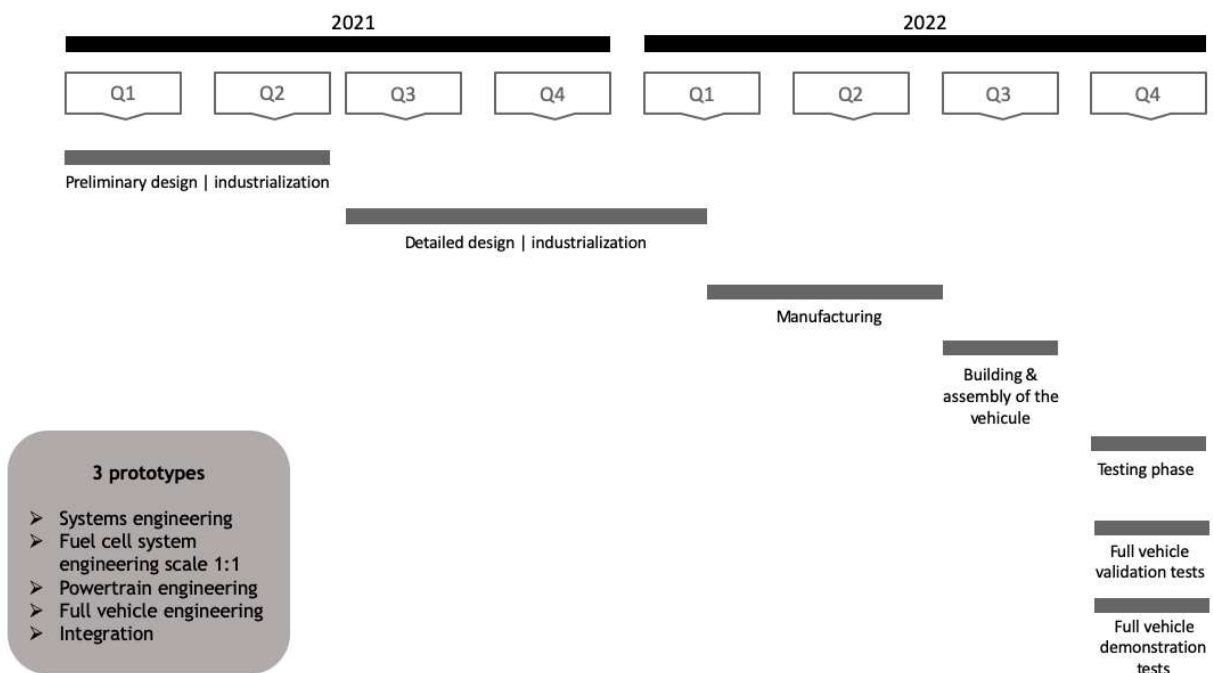 2021
2022
Q1
Q2
Q3
Q4
Q1
Q2
Q3
Q4
Preliminary design | industrialization
Detailed design | industrialization
Manufacturing
Building &
assembly of the
vehicule
Testing phase
Full vehicle
validation tests
Full vehicle
demonstration
tests
3 prototypes
➢ Systems engineering
➢ Fuel cell system
engineering scale 1:1
➢ Powertrain engineering
➢ Full vehicle engineering
➢ Integration